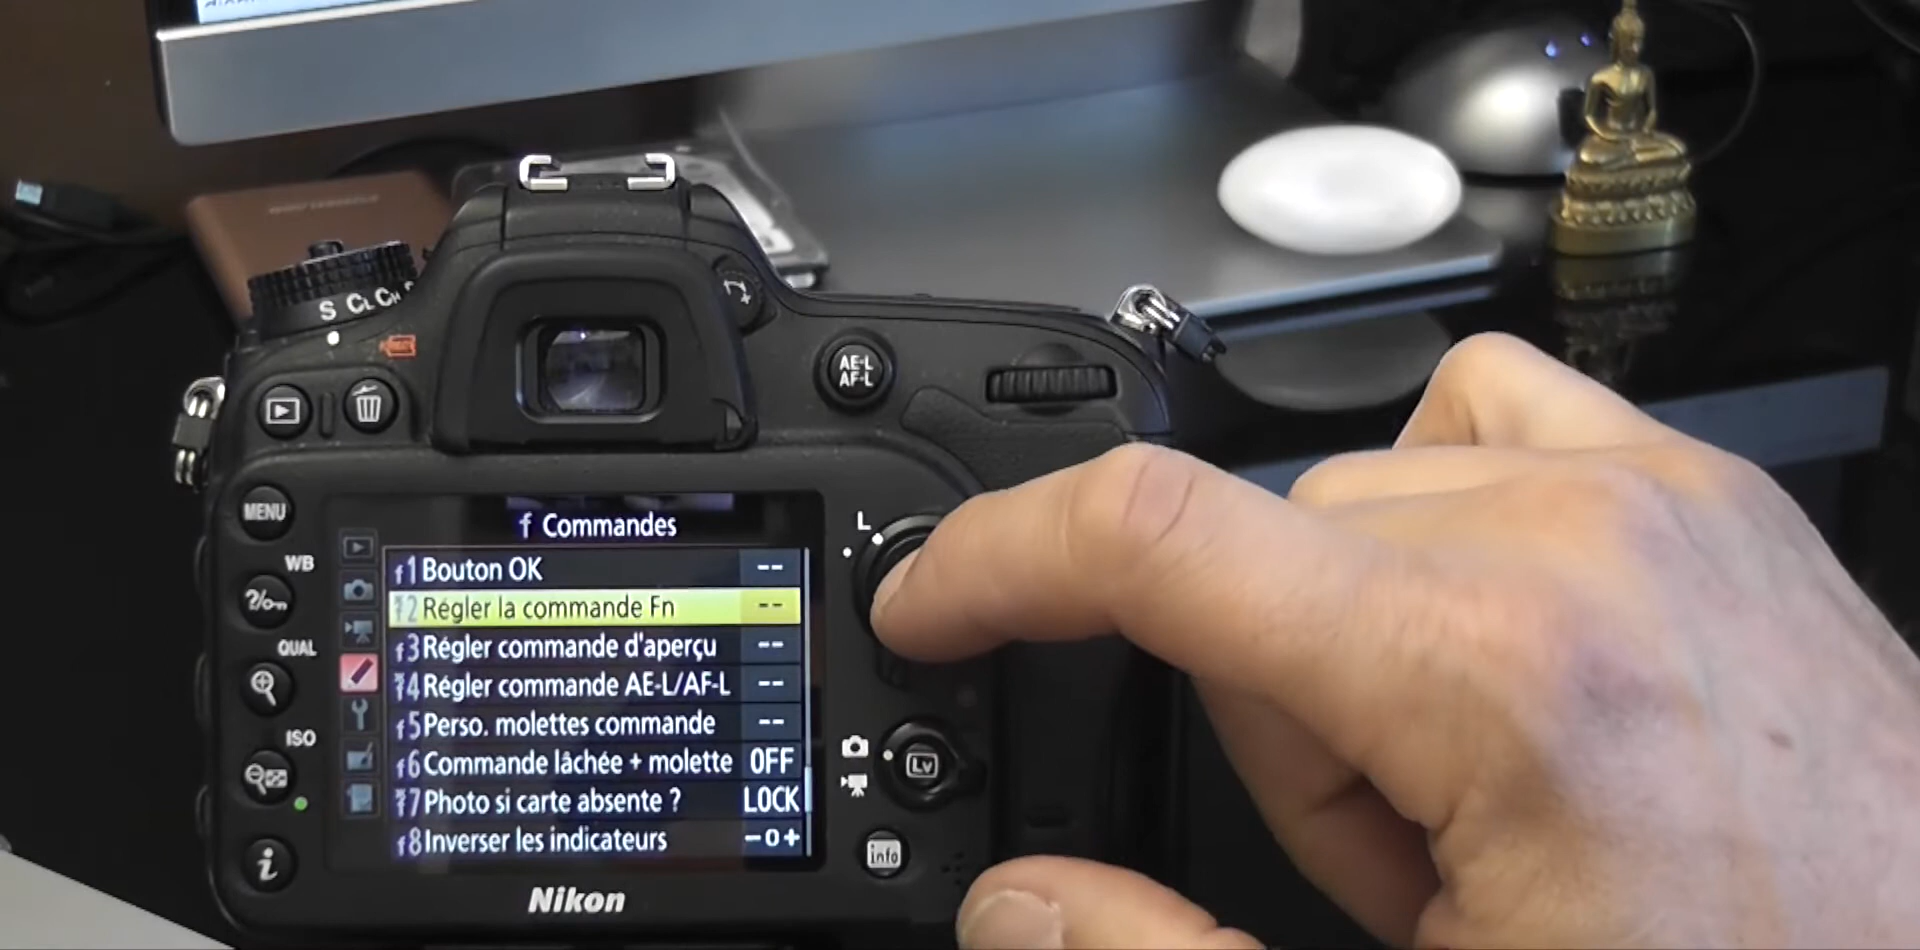 S CL CH
AE-L
AF-L
MENU
WB
QUAL
ISO
i
L
Lv
info
f Commandes
f1 Bouton OK --
f2 Régler la commande Fn --
f3 Régler commande d'aperçu --
f4 Régler commande AE-L/AF-L --
f5 Perso. molettes commande --
f6 Commande lâchée + molette OFF
f7 Photo si carte absente ? LOCK
f8 Inverser les indicateurs -0+
Nikon